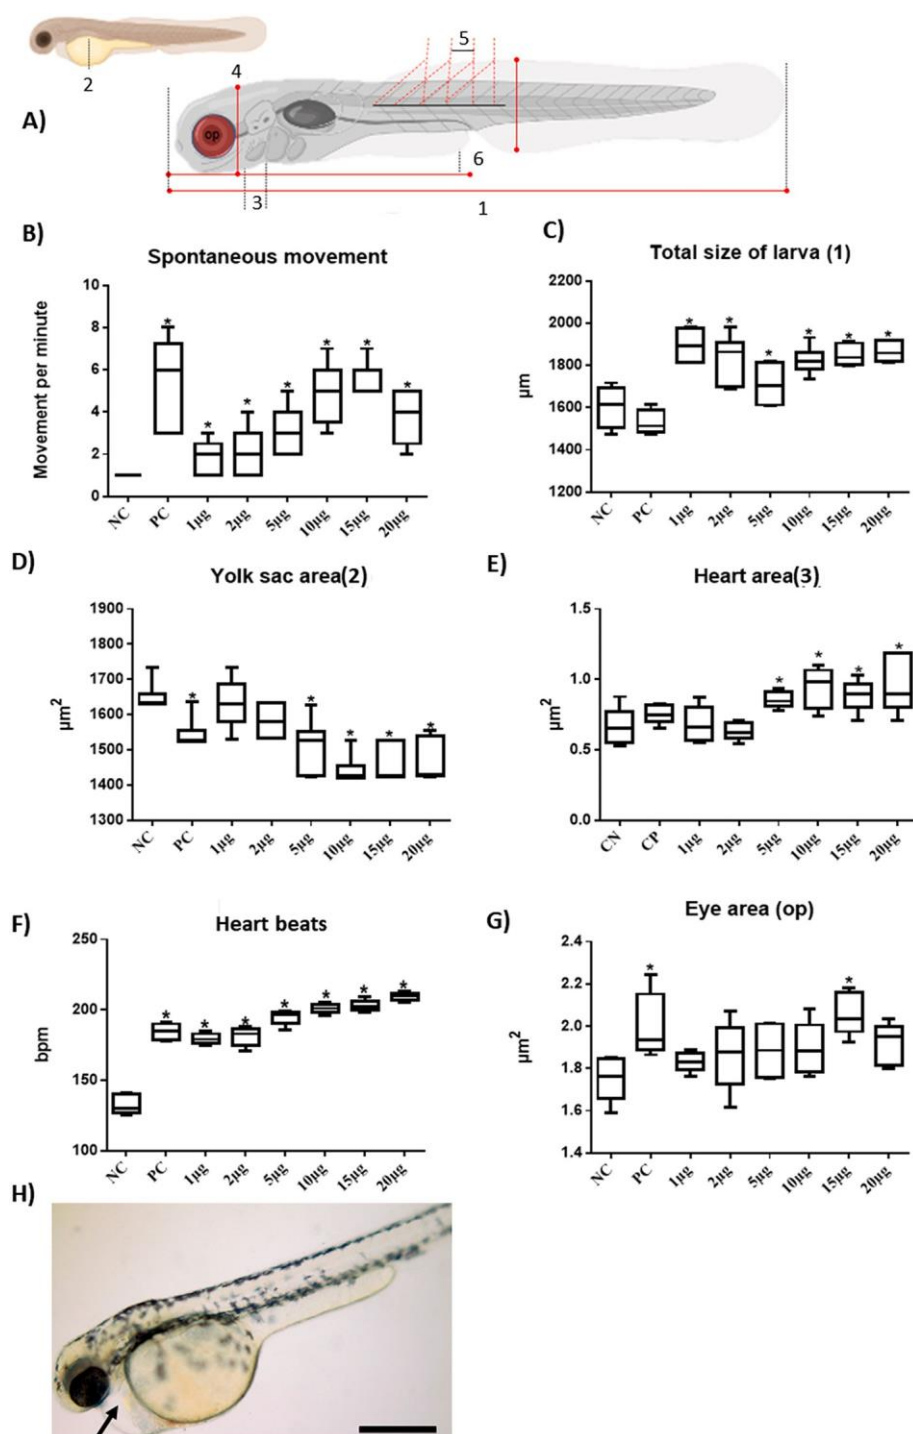 A)
2
4
5
op
6
3
1
B)
Spontaneous movement
Movement per minute
10
8
6
4
2
0
* * * * * * *
NC PC 1µg 2µg 5µg 10µg 15µg 20µg
C)
Total size of larva (1)
µm
2200
2000
1800
1600
1400
1200
* * * * * *
NC PC 1µg 2µg 5µg 10µg 15µg 20µg
D)
Yolk sac area(2)
µm²
1900
1800
1700
1600
1500
1400
1300
* * * * *
NC PC 1µg 2µg 5µg 10µg 15µg 20µg
E)
Heart area(3)
µm²
1.5
1.0
0.5
0.0
* * * *
CN CP 1µg 2µg 5µg 10µg 15µg 20µg
F)
Heart beats
bpm
250
200
150
100
* * * * * * *
NC PC 1µg 2µg 5µg 10µg 15µg 20µg
G)
Eye area (op)
µm²
2.4
2.2
2.0
1.8
1.6
1.4
* *
NC PC 1µg 2µg 5µg 10µg 15µg 20µg
H)